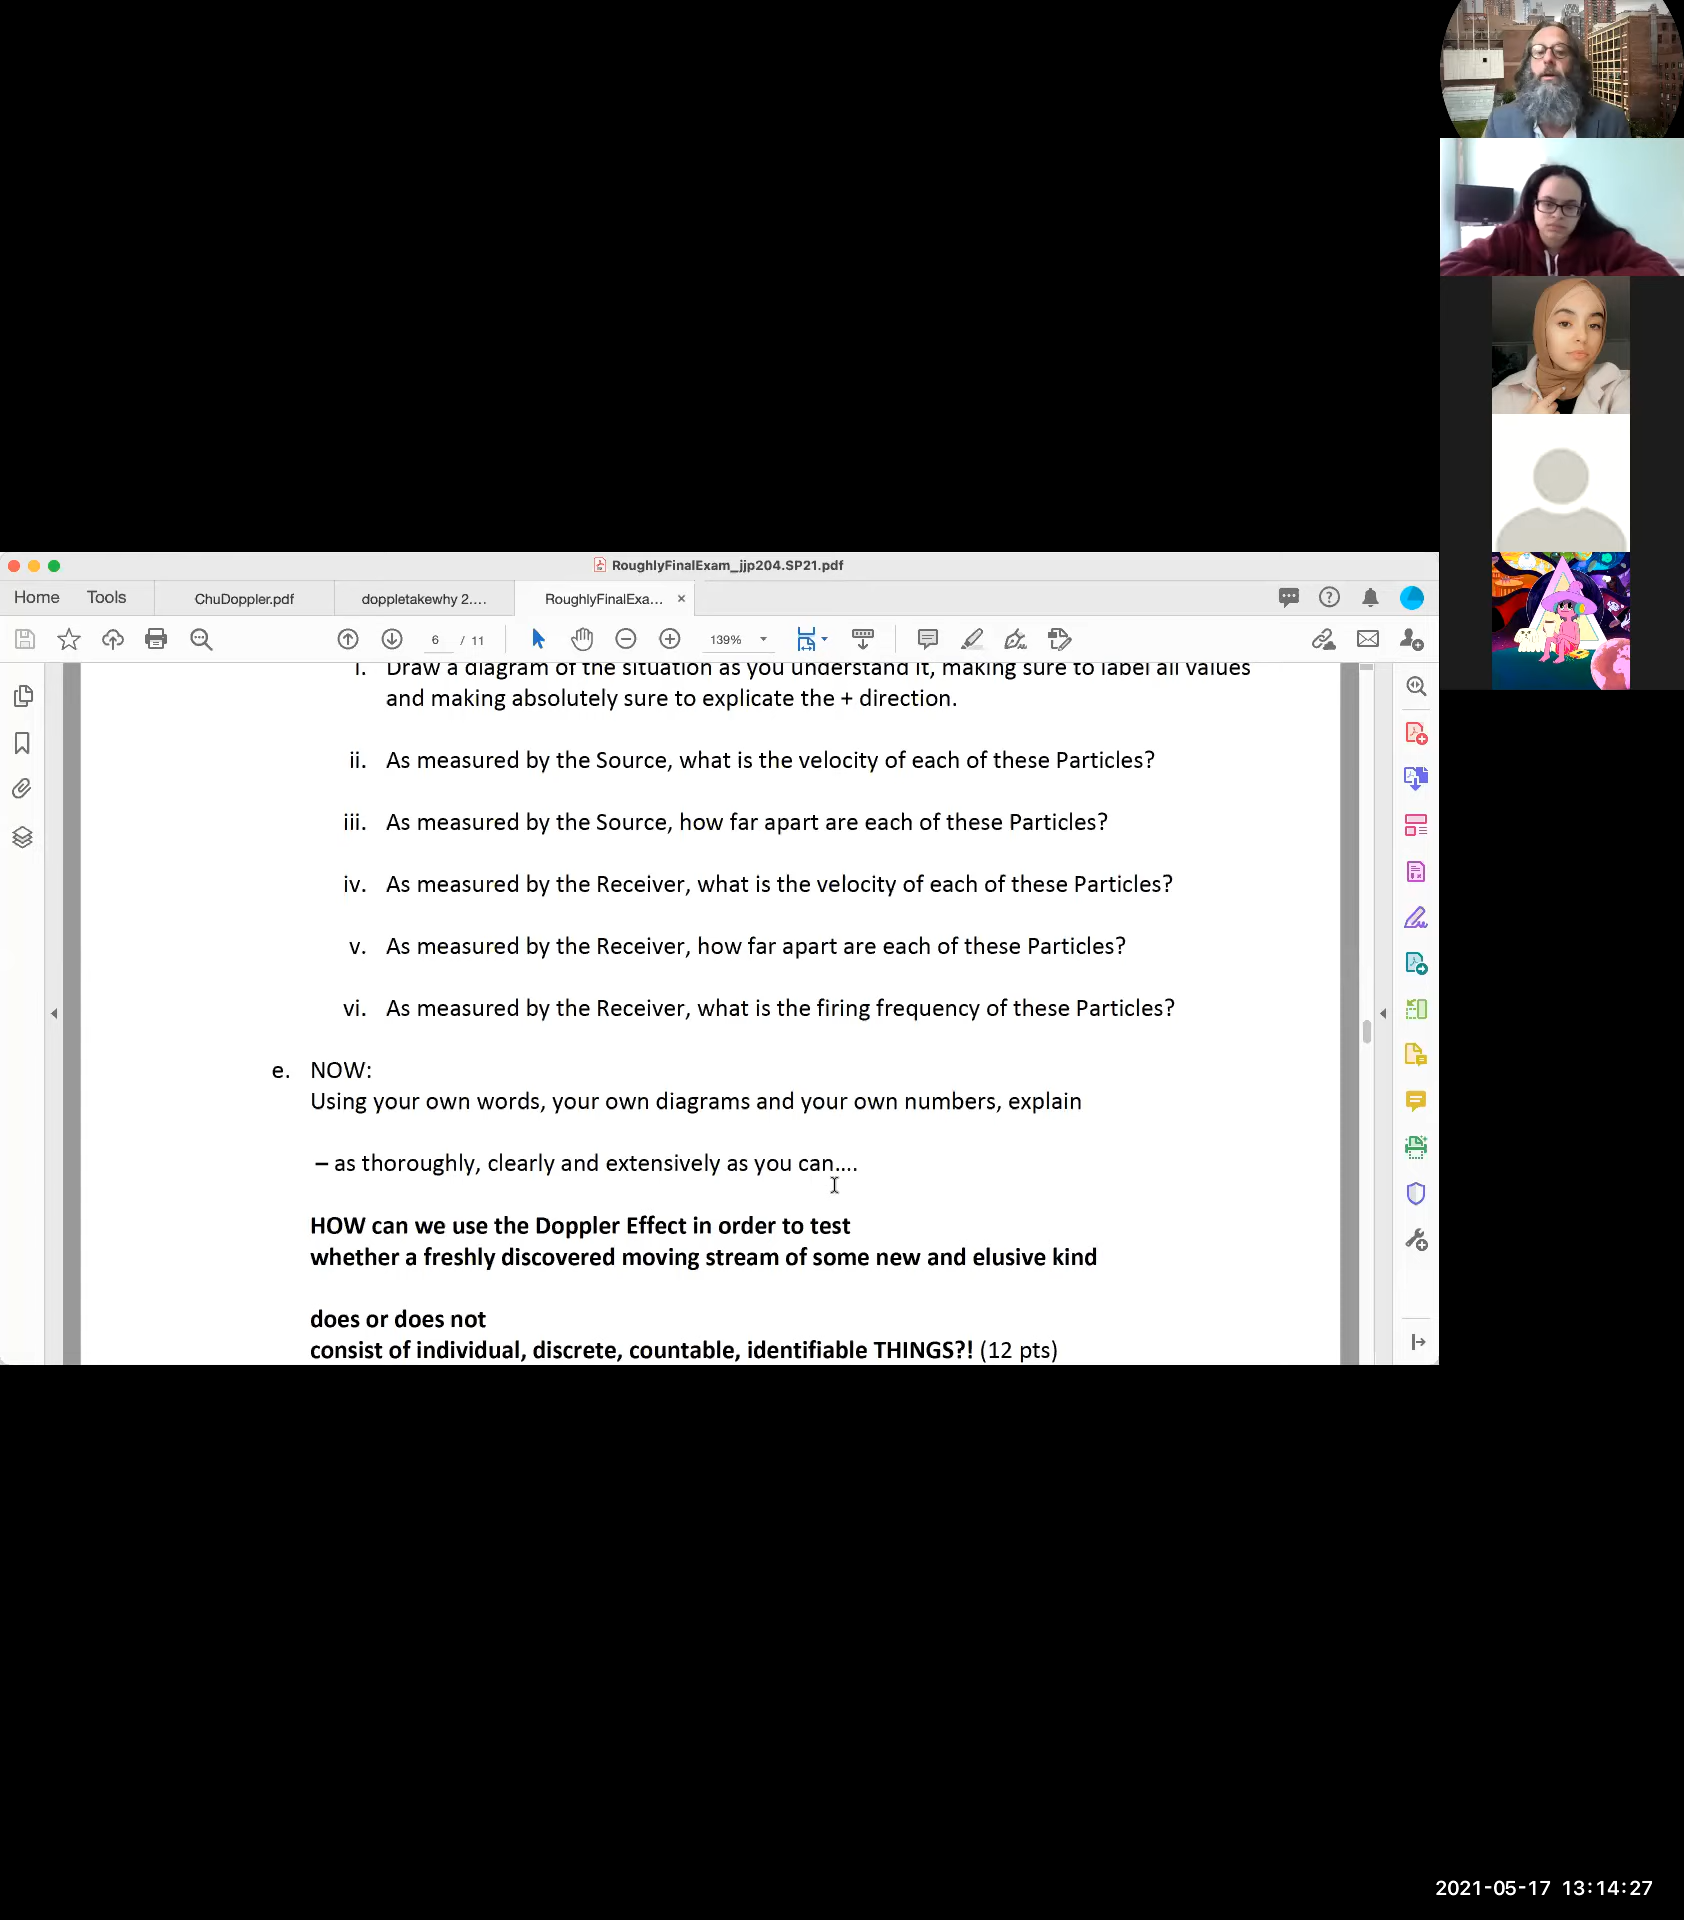 RoughlyFinalExam_jjp204.SP21.pdf
Home Tools ChuDoppler.pdf doppletakewhy 2.... RoughlyFinalExa... ×
6 / 11 139%
i. Draw a diagram of the situation as you understand it, making sure to label all values
and making absolutely sure to explicate the + direction.
ii. As measured by the Source, what is the velocity of each of these Particles?
iii. As measured by the Source, how far apart are each of these Particles?
iv. As measured by the Receiver, what is the velocity of each of these Particles?
v. As measured by the Receiver, how far apart are each of these Particles?
vi. As measured by the Receiver, what is the firing frequency of these Particles?
e. NOW:
Using your own words, your own diagrams and your own numbers, explain
– as thoroughly, clearly and extensively as you can....
HOW can we use the Doppler Effect in order to test
whether a freshly discovered moving stream of some new and elusive kind
does or does not
consist of individual, discrete, countable, identifiable THINGS?! (12 pts)
2021-05-17 13:14:27